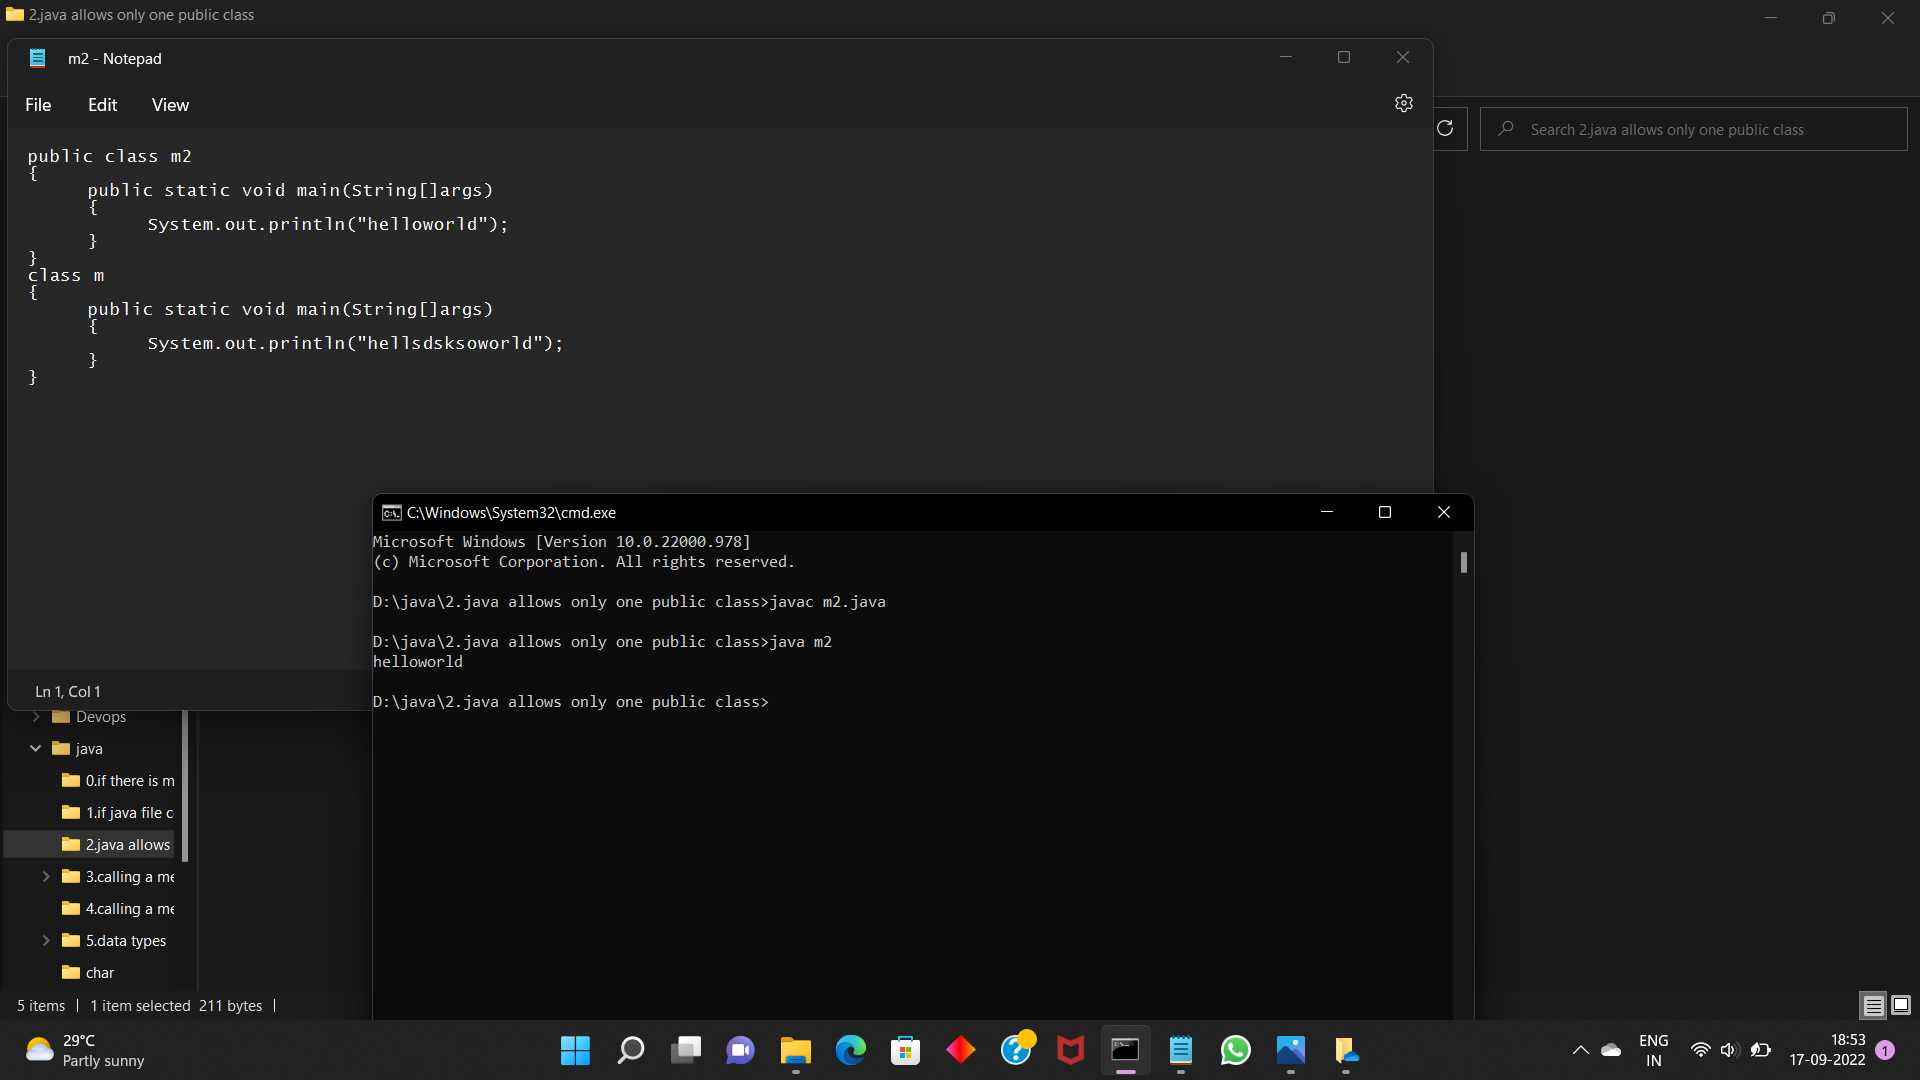 2.java allows only one public class
m2 - Notepad
File Edit View
Search 2.java allows only one public class
public class m2
{
public static void main(String[]args)
{
System.out.println("helloworld");
}
}
class m
{
public static void main(String[]args)
{
System.out.println("hellsdsksoworld");
}
}
Ln 1, Col 1
C:\Windows\System32\cmd.exe
Microsoft Windows [Version 10.0.22000.978]
(c) Microsoft Corporation. All rights reserved.
D:\java\2.java allows only one public class>javac m2.java
D:\java\2.java allows only one public class>java m2
helloworld
D:\java\2.java allows only one public class>
Devops
java
0.if there is m
1.if java file c
2.java allows
3.calling a me
4.calling a me
5.data types
char
5 items | 1 item selected 211 bytes |
29°C
Partly sunny
ENG
IN
18:53
17-09-2022
1